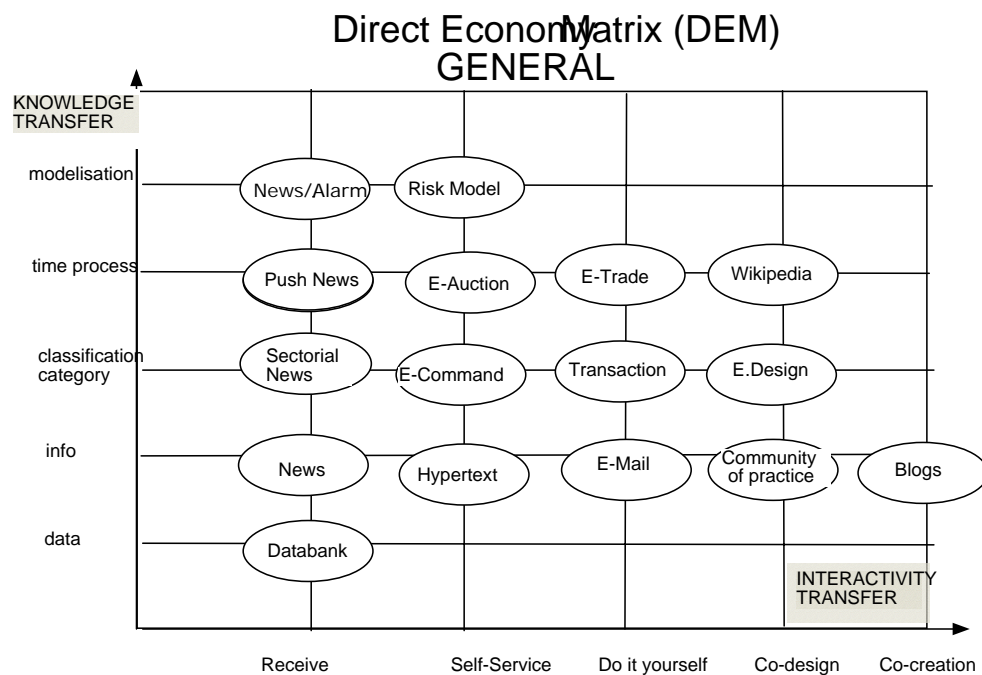 Direct Economy Matrix (DEM)
GENERAL
KNOWLEDGE
TRANSFER
modelisation
News/Alarm
Risk Model
time process
Push News
E-Auction
E-Trade
Wikipedia
classification
category
Sectorial
News
E-Command
Transaction
E.Design
info
News
Hypertext
E-Mail
Community
of practice
Blogs
data
Databank
INTERACTIVITY
TRANSFER
Receive
Self-Service
Do it yourself
Co-design
Co-creation